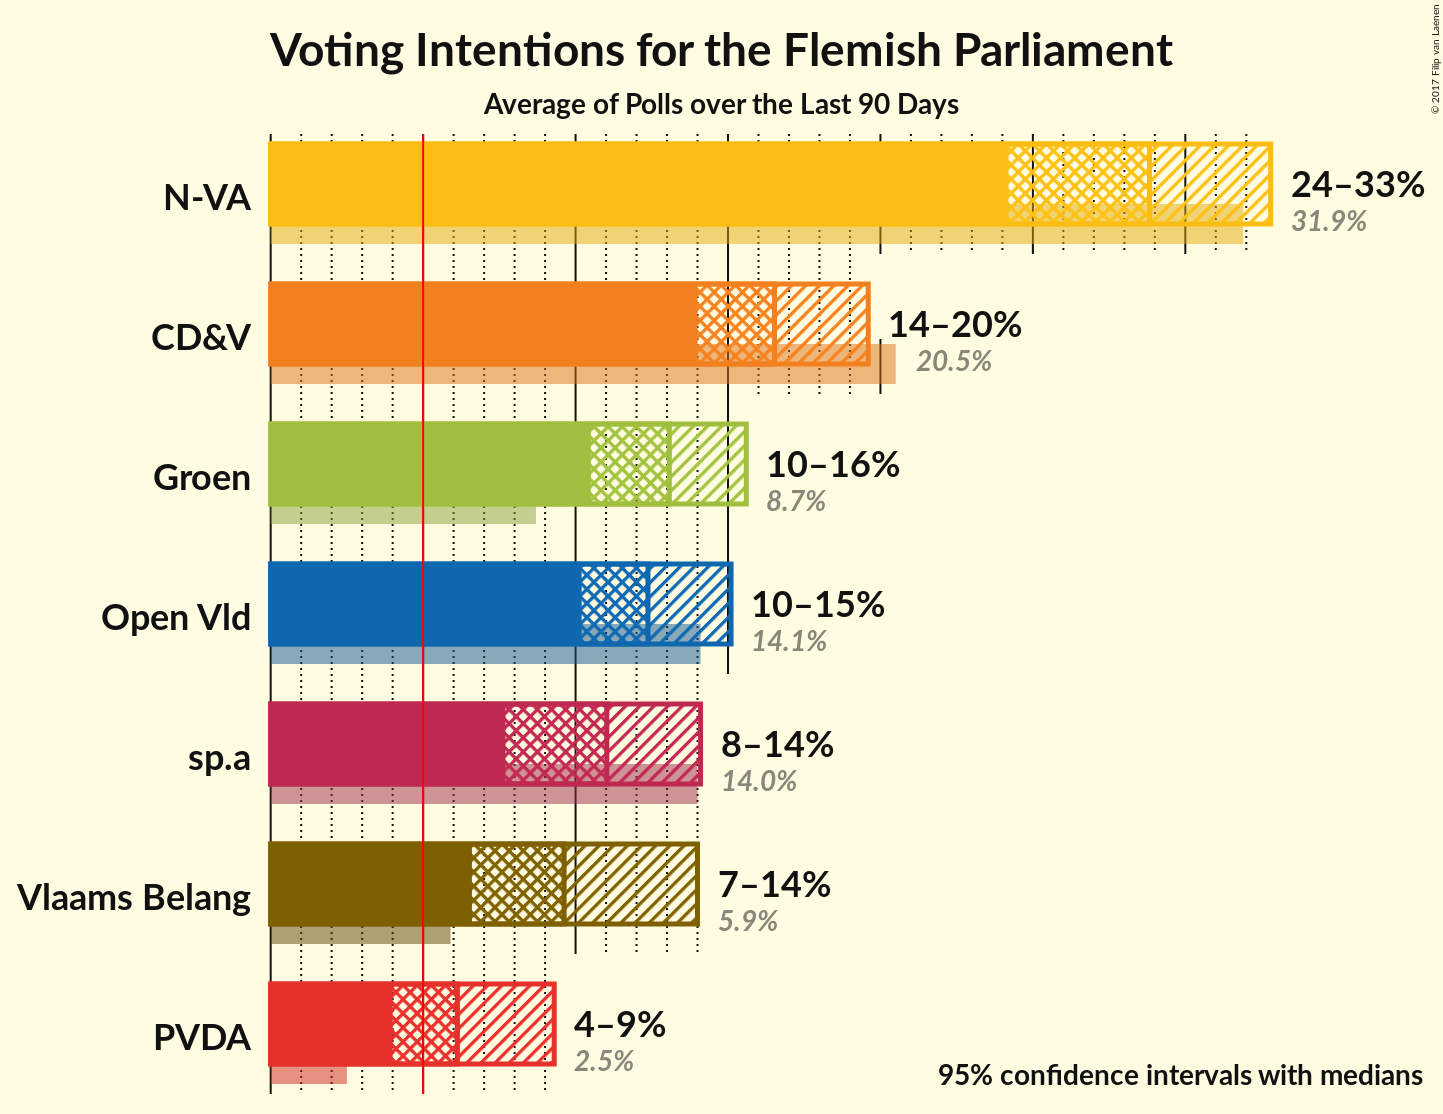 Voting Intentions for the Flemish Parliament
Average of Polls over the Last 90 Days
© 2017 Filip van Laenen
N-VA
24–33%
31.9%
CD&V
14–20%
20.5%
Groen
10–16%
8.7%
Open Vld
10–15%
14.1%
sp.a
8–14%
14.0%
Vlaams Belang
7–14%
5.9%
PVDA
4–9%
2.5%
95% confidence intervals with medians